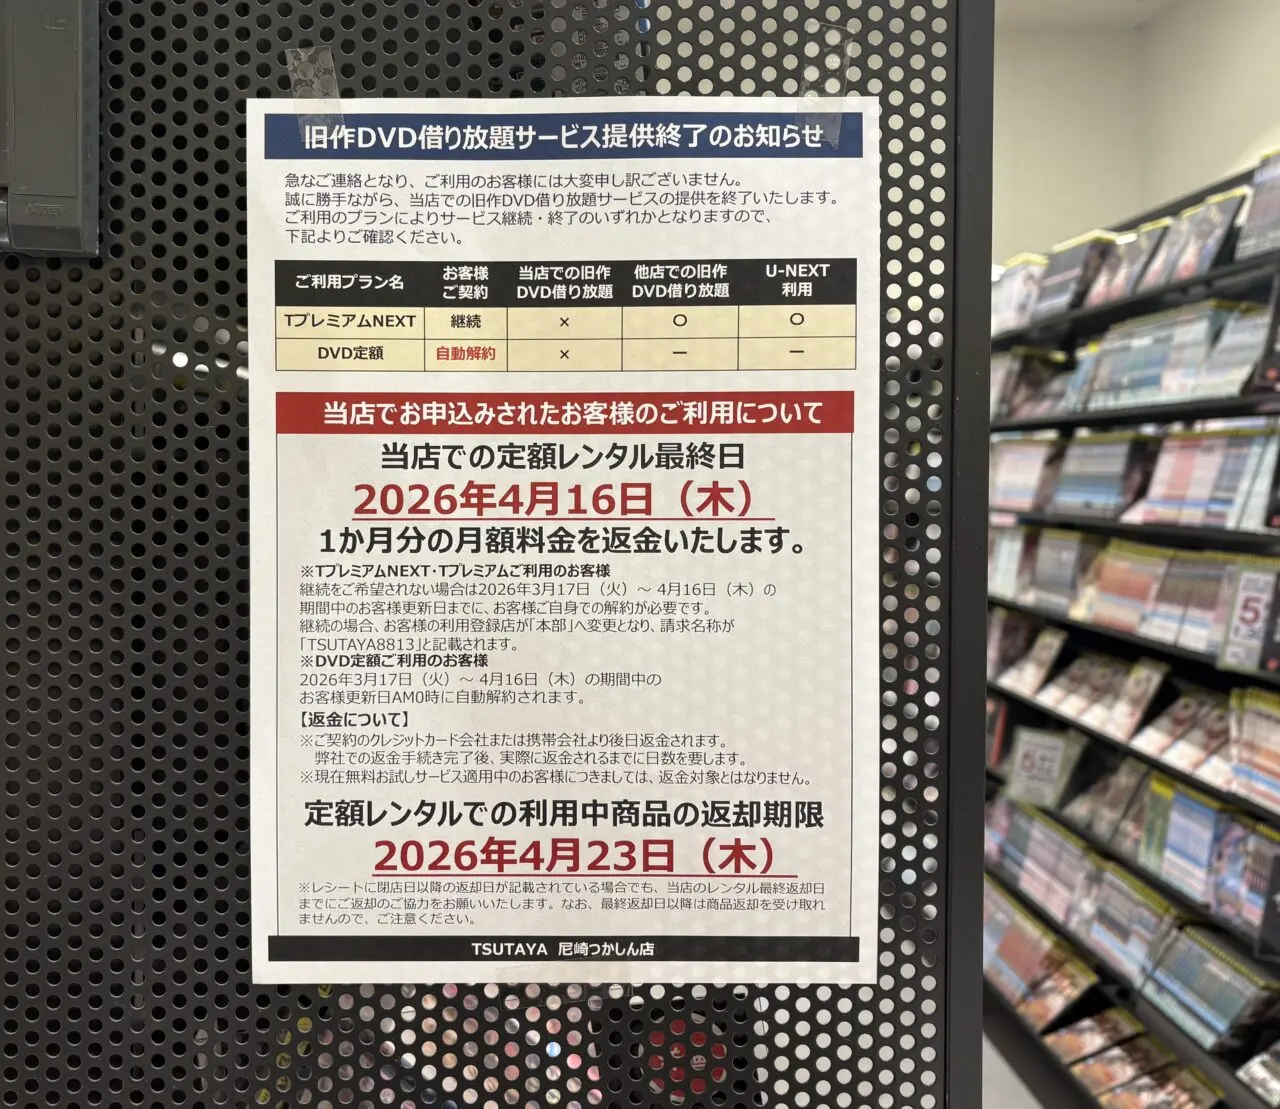 旧作DVD借り放題サービス提供終了のお知らせ
急なご連絡となり、ご利用のお客様には大変申し訳ございません。
誠に勝手ながら、当店での旧作DVD借り放題サービスの提供を終了いたします。
ご利用のプランによりサービス継続・終了のいずれかとなりますので、
下記よりご確認ください。
ご利用プラン名 お客様ご契約 当店での旧作DVD借り放題 他店での旧作DVD借り放題 U-NEXT利用
TプレミアムNEXT 継続 × ○ ○
DVD定額 自動解約 × ー ー
当店でお申込みされたお客様のご利用について
当店での定額レンタル最終日
2026年4月16日（木）
1か月分の月額料金を返金いたします。
※TプレミアムNEXT・Tプレミアムご利用のお客様
継続をご希望されない場合は2026年3月17日（火）～ 4月16日（木）の
期間中のお客様更新日までに、お客様ご自身での解約が必要です。
継続の場合、お客様の利用登録店が「本部」へ変更となり、請求名称が
「TSUTAYA8813」と記載されます。
※DVD定額ご利用のお客様
2026年3月17日（火）～ 4月16日（木）の期間中の
お客様更新日AM0時に自動解約されます。
【返金について】
※ご契約のクレジットカード会社または携帯会社より後日返金されます。
弊社での返金手続き完了後、実際に返金されるまでに日数を要します。
※現在無料お試しサービス適用中のお客様につきましては、返金対象とはなりません。
定額レンタルでの利用中商品の返却期限
2026年4月23日（木）
※レシートに閉店日以降の返却日が記載されている場合でも、当店のレンタル最終返却日
までにご返却のご協力をお願いいたします。なお、最終返却日以降は商品返却を受け取れ
ませんので、ご注意ください。
TSUTAYA 尼崎つかしん店
5
5